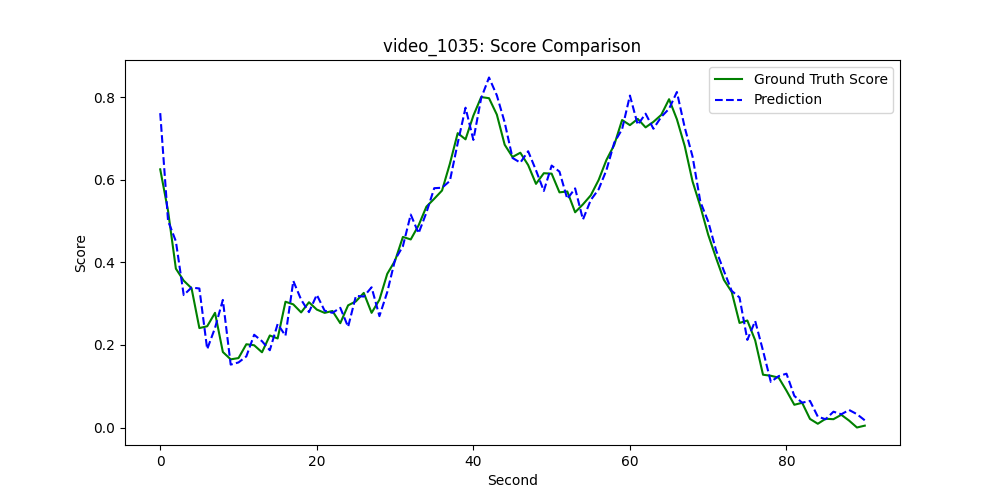 video_1035: Score Comparison
Ground Truth Score
Prediction
Score
0.8
0.6
0.4
0.2
0.0
0 20 40 60 80
Second